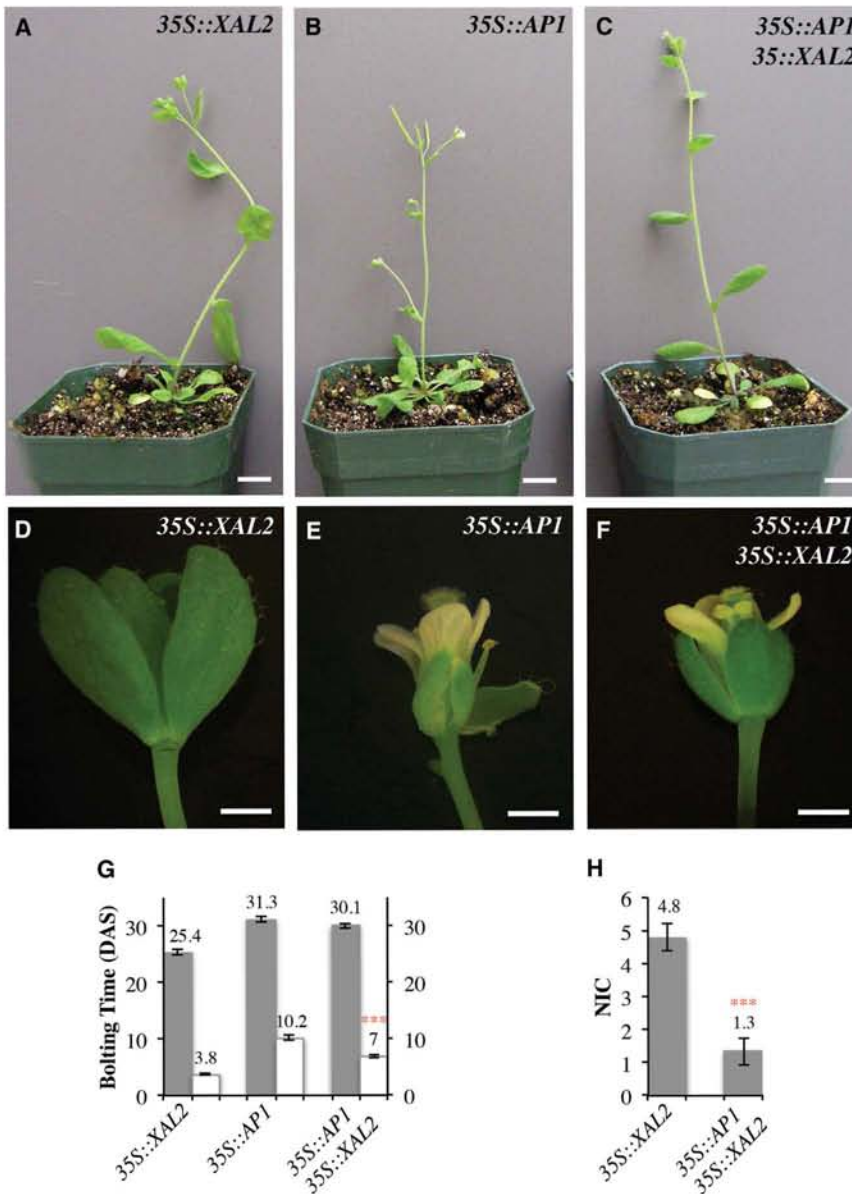 A
35S::XAL2
B
35S::AP1
C
35S::AP1
35::XAL2
D
35S::XAL2
E
35S::AP1
F
35S::AP1
35S::XAL2
G
Bolting Time (DAS)
30
20
10
0
25.4
3.8
31.3
10.2
30.1
***
7
30
20
10
0
35S::XAL2
35S::AP1
35S::AP1
35S::XAL2
H
NIC
6
5
4
3
2
1
0
4.8
***
1.3
35S::XAL2
35S::AP1
35S::XAL2